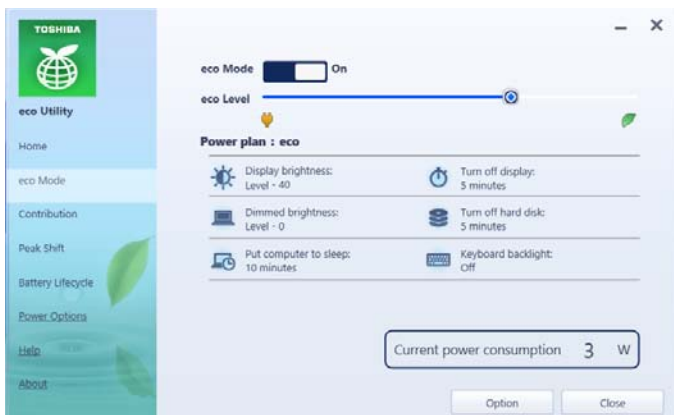 TOSHIBA
eco Utility
Home
eco Mode
Contribution
Peak Shift
Battery Lifecycle
Power Options
Help
About
eco Mode On
eco Level
Power plan : eco
Display brightness:
Level - 40
Turn off display:
5 minutes
Dimmed brightness:
Level - 0
Turn off hard disk:
5 minutes
Put computer to sleep:
10 minutes
Keyboard backlight:
Off
Current power consumption 3 W
Option
Close